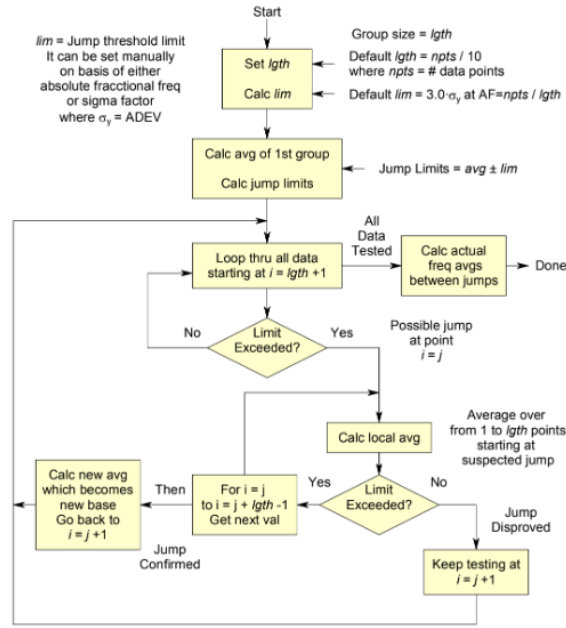 Start
lim = Jump threshold limit
It can be set manually
on basis of either
absolute fracctional freq
or sigma factor
where σy = ADEV
Set lgth
Calc lim
Group size = lgth
Default lgth = npts / 10
where npts = # data points
Default lim = 3.0·σy at AF=npts / lgth
Calc avg of 1st group
Calc jump limits
Jump Limits = avg ± lim
Loop thru all data
starting at i = lgth +1
All
Data
Tested
Calc actual
freq avgs
between jumps
Done
No
Limit
Exceeded?
Yes
Possible jump
at point
i = j
Calc local avg
Average over
from 1 to lgth points
starting at
suspected jump
Calc new avg
which becomes
new base
Go back to
i = j +1
Then
Jump
Confirmed
For i = j
to i = j + lgth -1
Get next val
Yes
Limit
Exceeded?
No
Jump
Disproved
Keep testing at
i = j +1